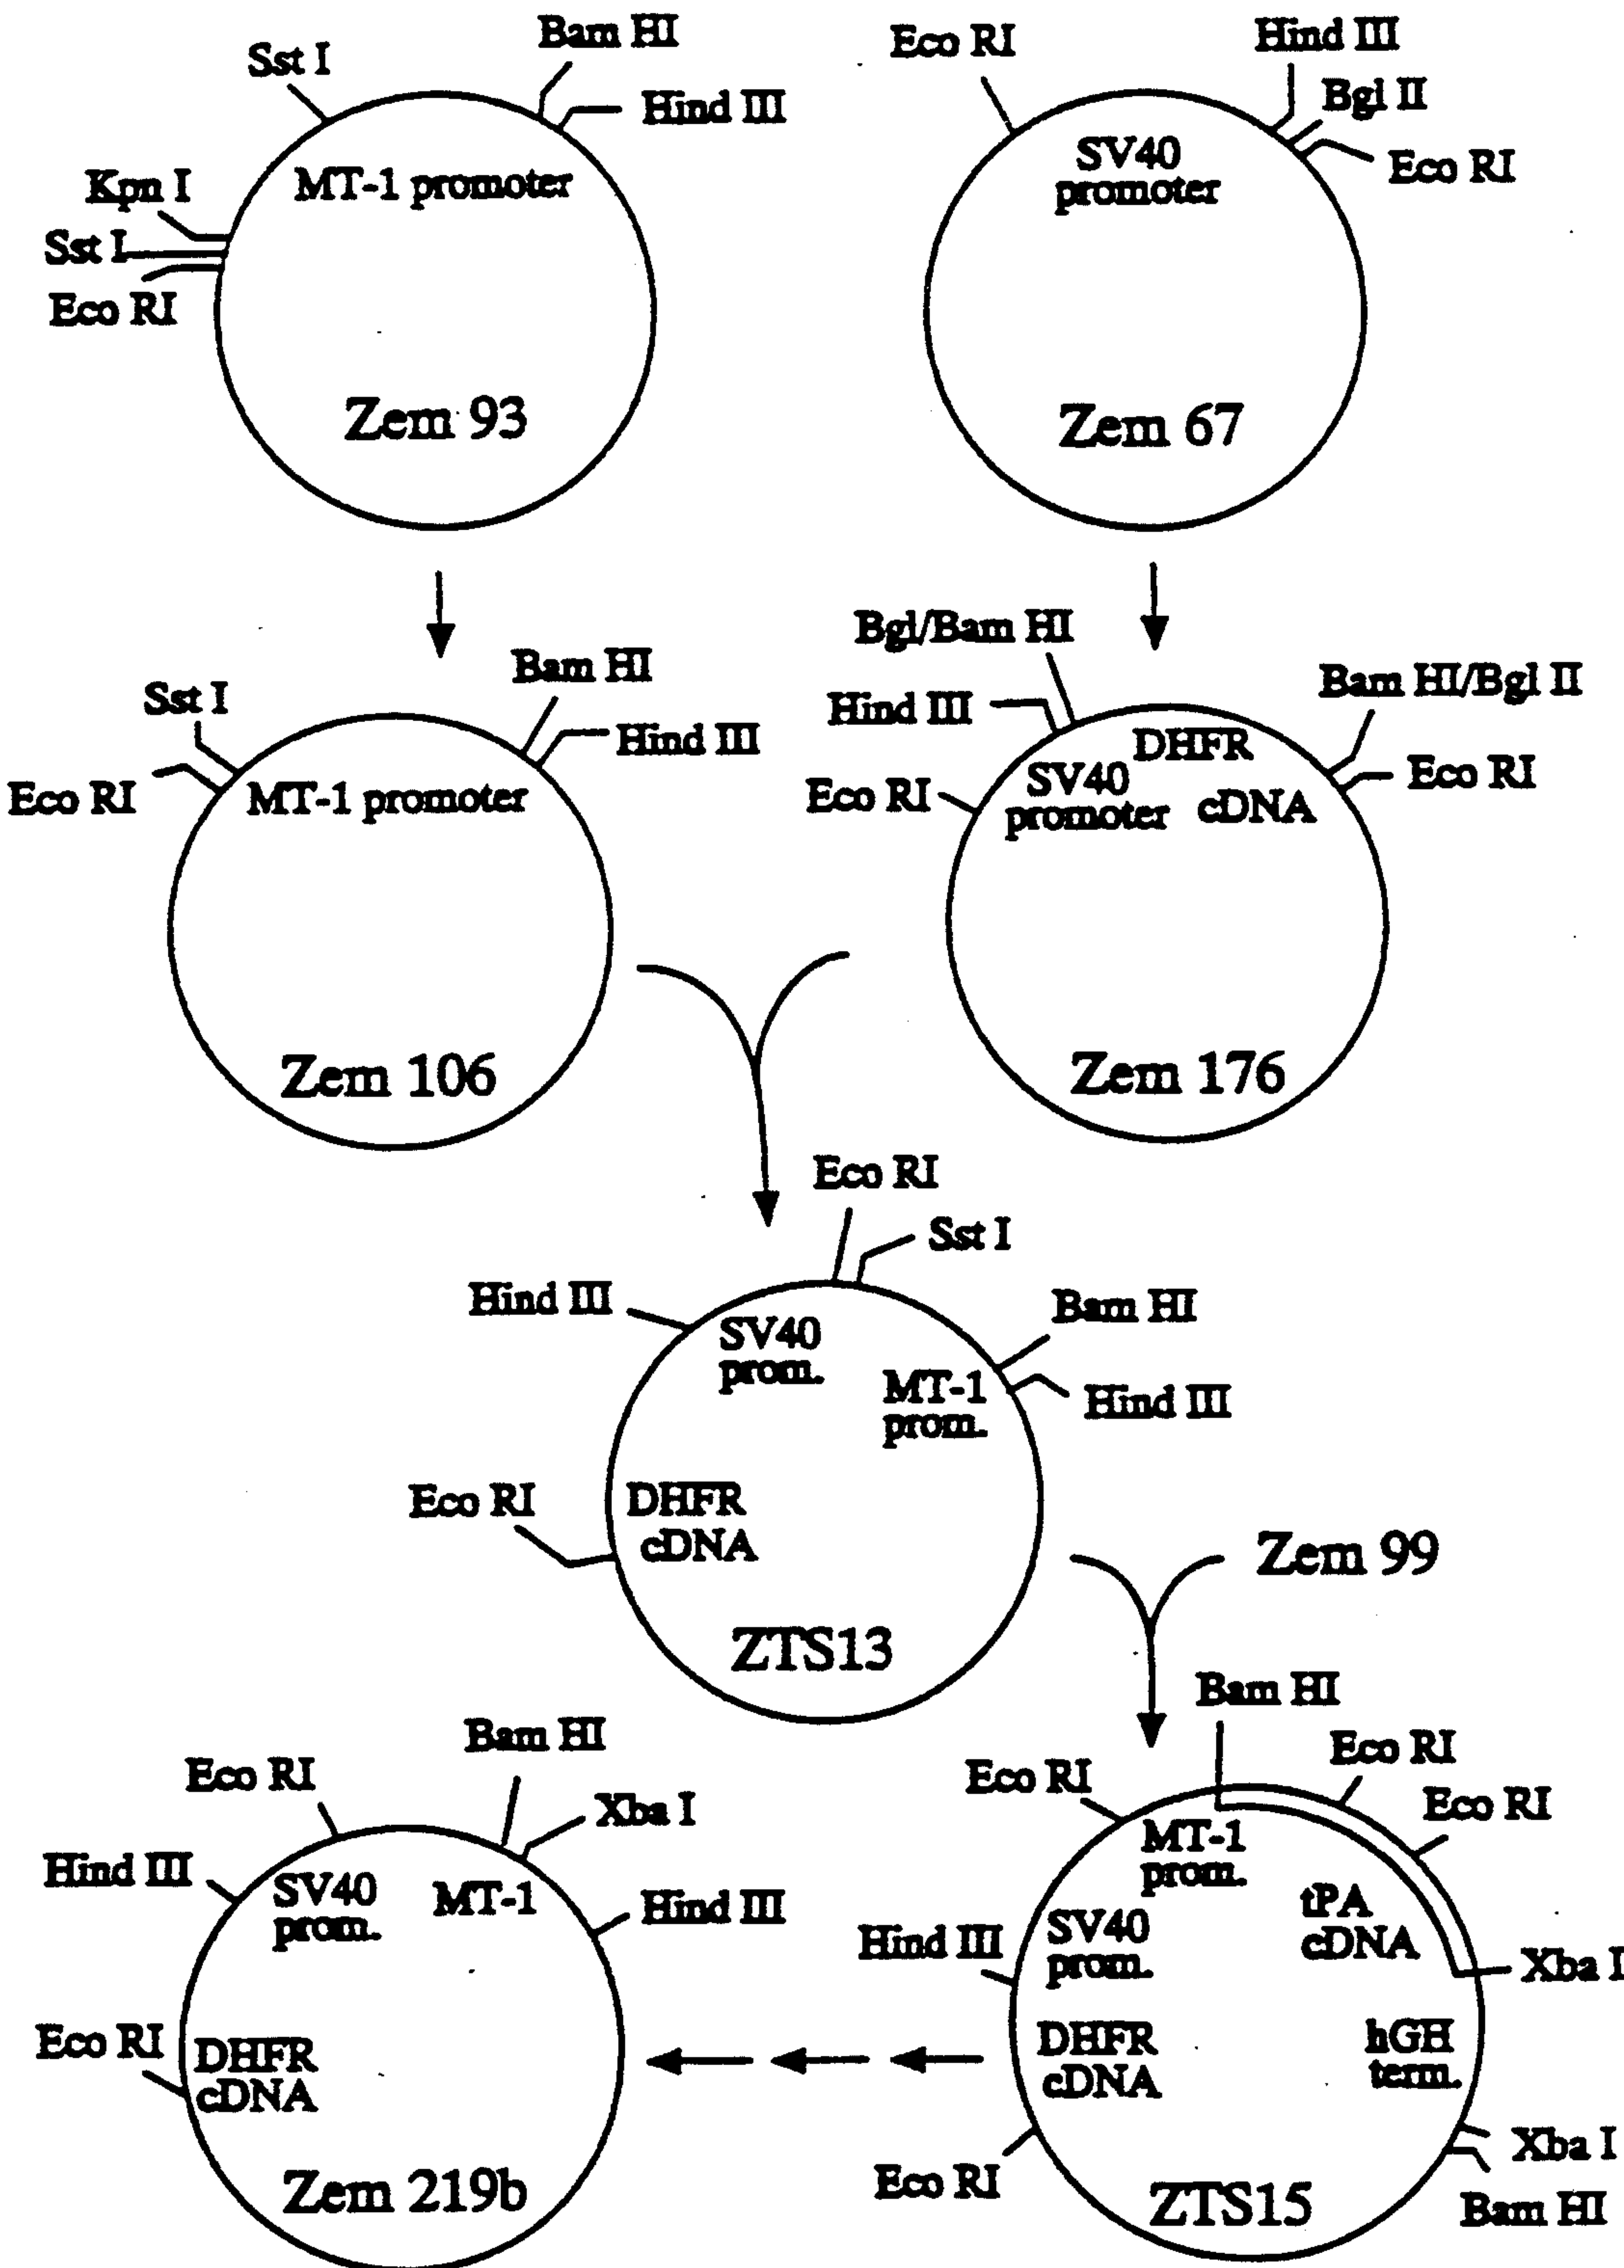 Sst I
Bam HI
Hind III
Kpn I
Sst I
Eco RI
MT-1 promoter
Zem 93
Eco RI
Hind III
Bgl II
Eco RI
SV40
promoter
Zem 67
Sst I
Bam HI
Hind III
Eco RI
MT-1 promoter
Zem 106
Bgl/Bam HI
Hind III
Eco RI
Bam HI/Bgl II
Eco RI
DHFR
SV40
promoter
cDNA
Zem 176
Eco RI
Sst I
Hind III
Bam HI
Hind III
SV40
prom.
MT-1
prom.
Eco RI
DHFR
cDNA
ZTS13
Zem 99
Bam HI
Eco RI
Xba I
Hind III
Hind III
SV40
prom.
MT-1
Eco RI
DHFR
cDNA
Zem 219b
Bam HI
Eco RI
Eco RI
Eco RI
MT-1
prom.
tPA
cDNA
Hind III
SV40
prom.
Xba I
DHFR
cDNA
hGH
term.
Eco RI
Xba I
Bam HI
ZTS15